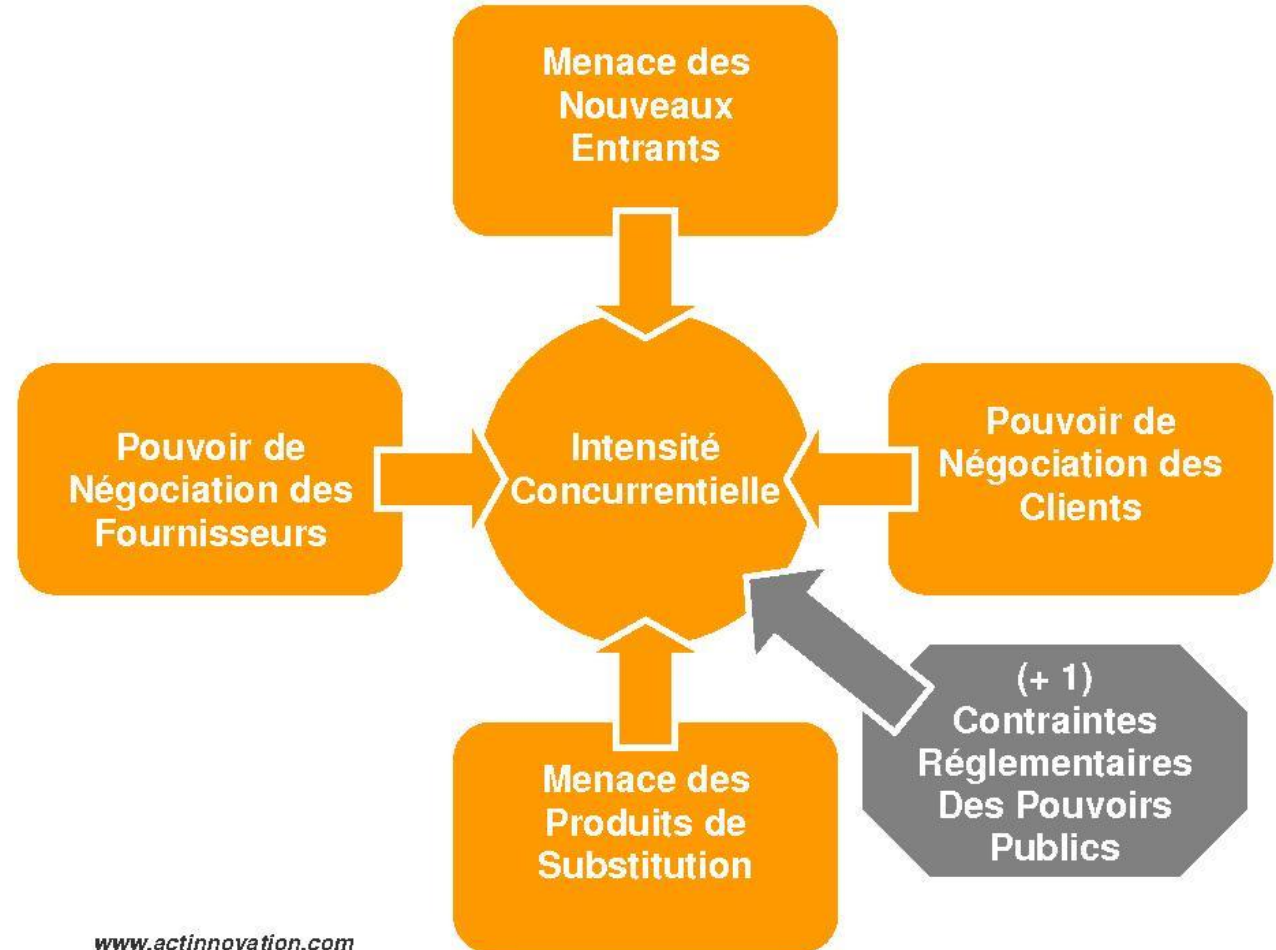 Menace des
Nouveaux
Entrants
Pouvoir de
Négociation des
Fournisseurs
Intensité
Concurrentielle
Pouvoir de
Négociation des
Clients
(+ 1)
Contraintes
Réglementaires
Des Pouvoirs
Publics
Menace des
Produits de
Substitution
www.actinnovation.com